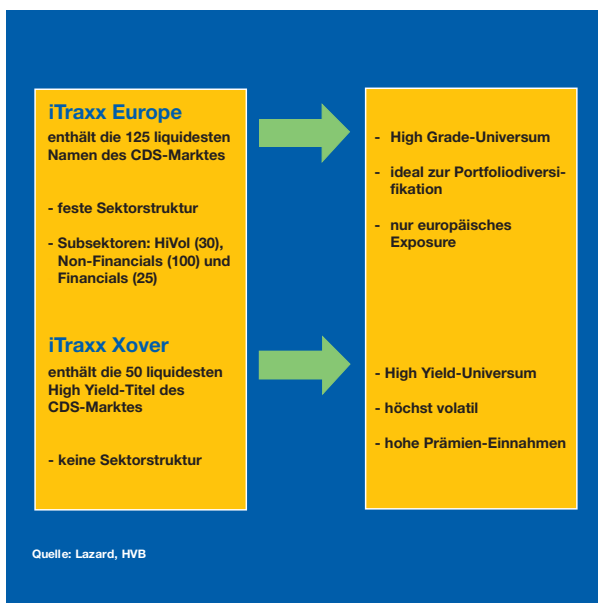 iTraxx Europe
enthält die 125 liquidesten
Namen des CDS-Marktes
- feste Sektorstruktur
- Subsektoren: HiVol (30),
Non-Financials (100) und
Financials (25)
- High Grade-Universum
- ideal zur Portfoliodiversi-
fikation
- nur europäisches
Exposure
iTraxx Xover
enthält die 50 liquidesten
High Yield-Titel des
CDS-Marktes
- keine Sektorstruktur
- High Yield-Universum
- höchst volatil
- hohe Prämien-Einnahmen
Quelle: Lazard, HVB